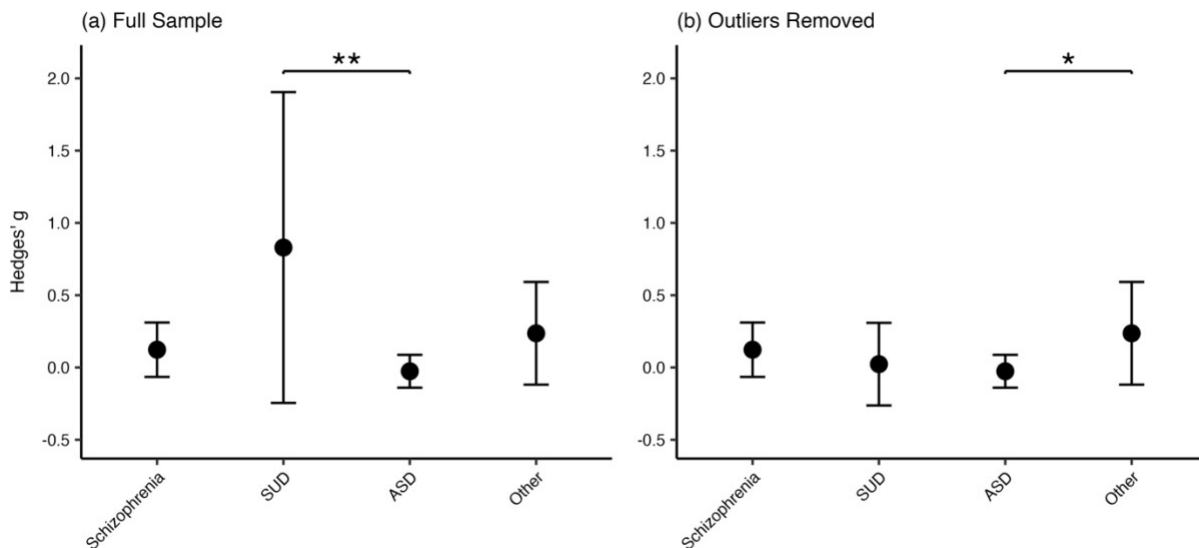 (a) Full Sample
Hedges' g
2.0
1.5
1.0
0.5
0.0
-0.5
**
Schizophrenia
SUD
ASD
Other
(b) Outliers Removed
2.0
1.5
1.0
0.5
0.0
-0.5
*
Schizophrenia
SUD
ASD
Other